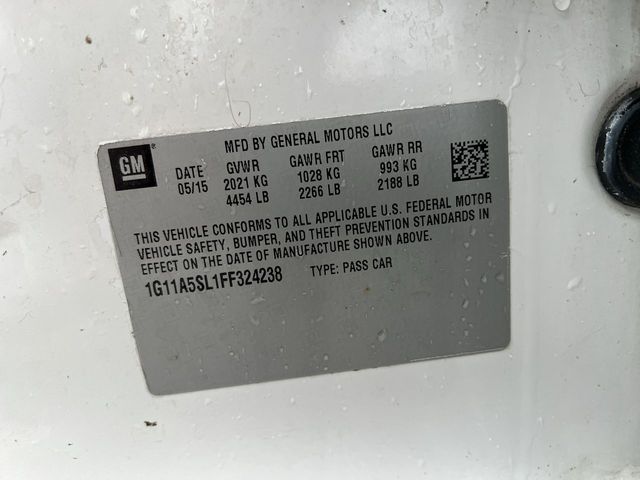 MFD BY GENERAL MOTORS LLC
GM
DATE GVWR GAWR FRT GAWR RR
05/15 2021 KG 1028 KG 993 KG
4454 LB 2266 LB 2188 LB
THIS VEHICLE CONFORMS TO ALL APPLICABLE U.S. FEDERAL MOTOR
VEHICLE SAFETY, BUMPER, AND THEFT PREVENTION STANDARDS IN
EFFECT ON THE DATE OF MANUFACTURE SHOWN ABOVE.
1G11A5SL1FF324238 TYPE: PASS CAR